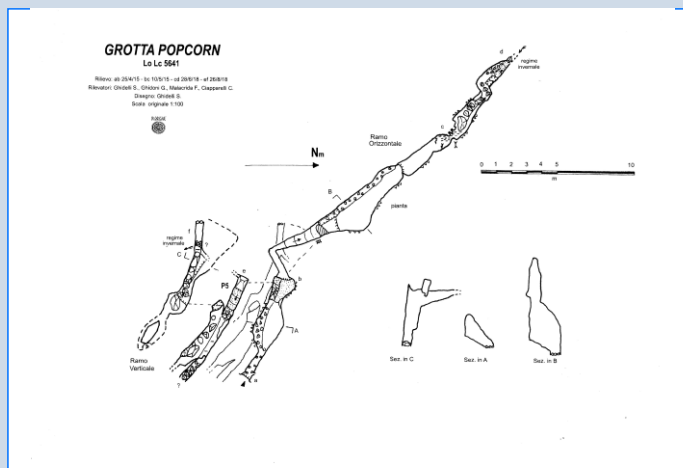 GROTTA POPCORN
Lo Lc 5641
Rilievo: ab 25/4/15 - bc 10/5/15 - cd 28/6/18 - ef 26/8/18
Rilevatori: Ghidelli S., Ghidoni G., Malacrida F., Ciapparelli C.
Disegno: Ghidelli S.
Scala originale 1:100
Nm
Ramo
Orizzontale
regime
invernale
d
c
0 1 2 3 4 5 10
m
B
pianta
f
regime
invernale
?
C
e
P5
b
A
a
?
Ramo
Verticale
Sez. in C
Sez. in A
Sez. in B